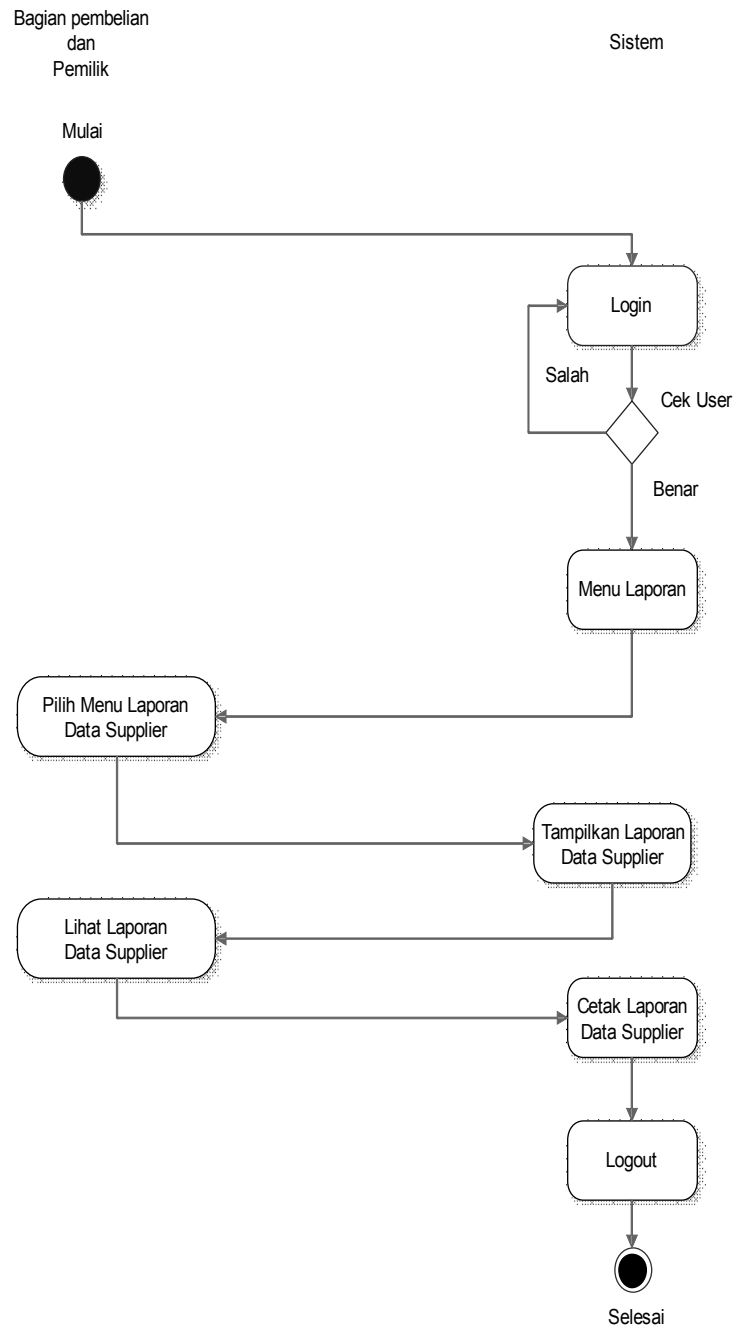 Bagian pembelian
dan
Pemilik
Sistem
Mulai
Login
Salah
Cek User
Benar
Menu Laporan
Pilih Menu Laporan
Data Supplier
Tampilkan Laporan
Data Supplier
Lihat Laporan
Data Supplier
Cetak Laporan
Data Supplier
Logout
Selesai